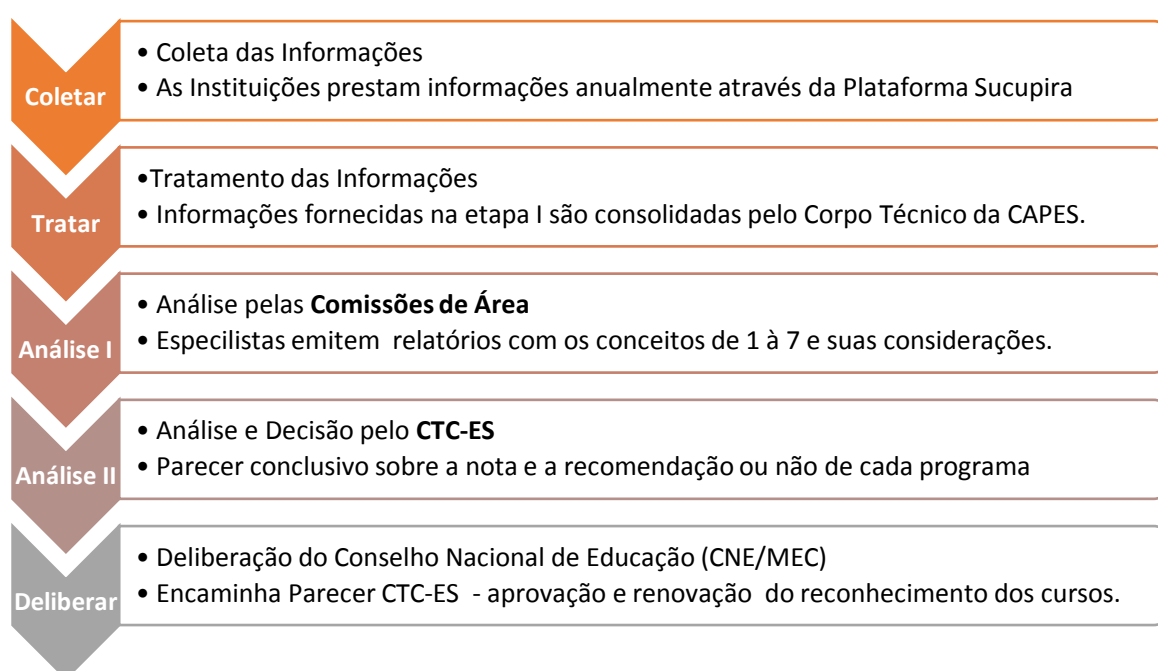 Coletar
• Coleta das Informações
• As Instituições prestam informações anualmente através da Plataforma Sucupira
Tratar
•Tratamento das Informações
• Informações fornecidas na etapa I são consolidadas pelo Corpo Técnico da CAPES.
Análise I
• Análise pelas Comissões de Área
• Especilistas emitem relatórios com os conceitos de 1 à 7 e suas considerações.
Análise II
• Análise e Decisão pelo CTC-ES
• Parecer conclusivo sobre a nota e a recomendação ou não de cada programa
Deliberar
• Deliberação do Conselho Nacional de Educação (CNE/MEC)
• Encaminha Parecer CTC-ES - aprovação e renovação do reconhecimento dos cursos.